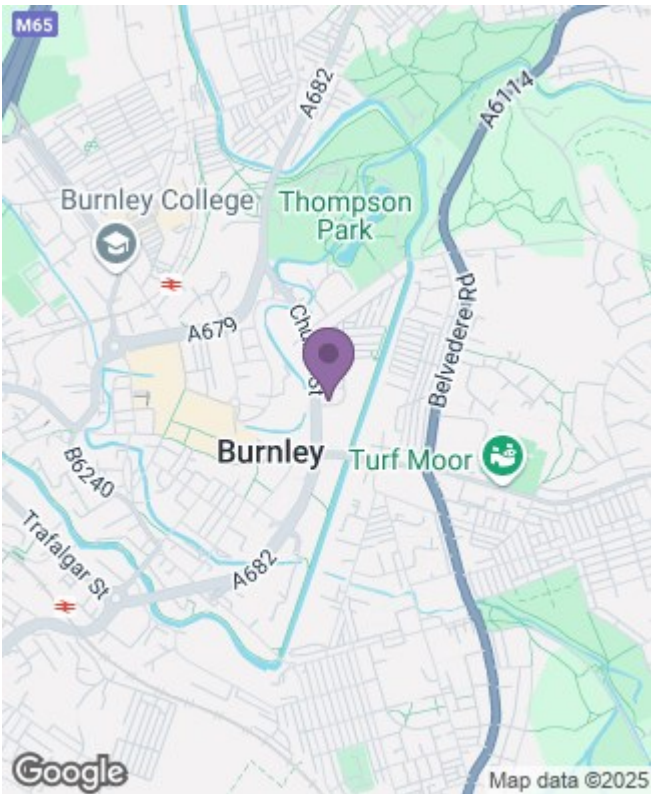 M65
A682
A6114
Burnley College
Thompson
Park
A679
Church St
Belvedere Rd
Burnley
Turf Moor
B6240
Trafalgar St
A682
Google
Map data ©2025